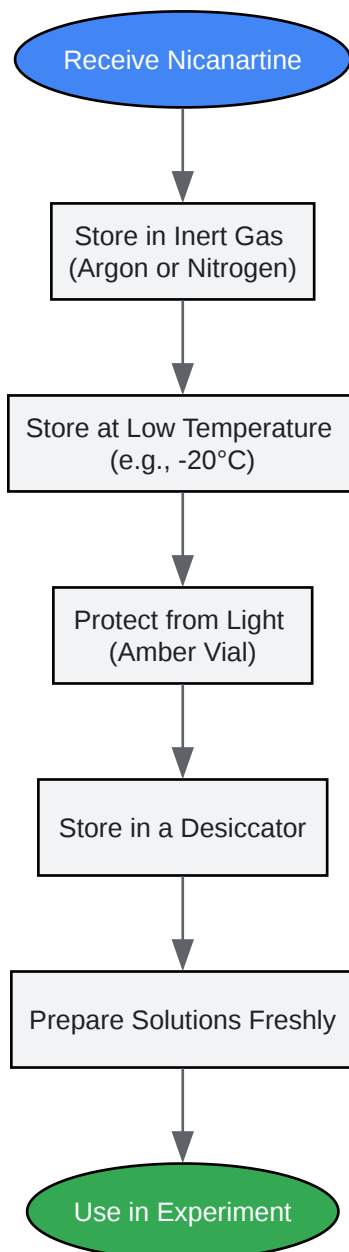 Receive Nicanartine
Store in Inert Gas
(Argon or Nitrogen)
Store at Low Temperature
(e.g., -20°C)
Protect from Light
(Amber Vial)
Store in a Desiccator
Prepare Solutions Freshly
Use in Experiment